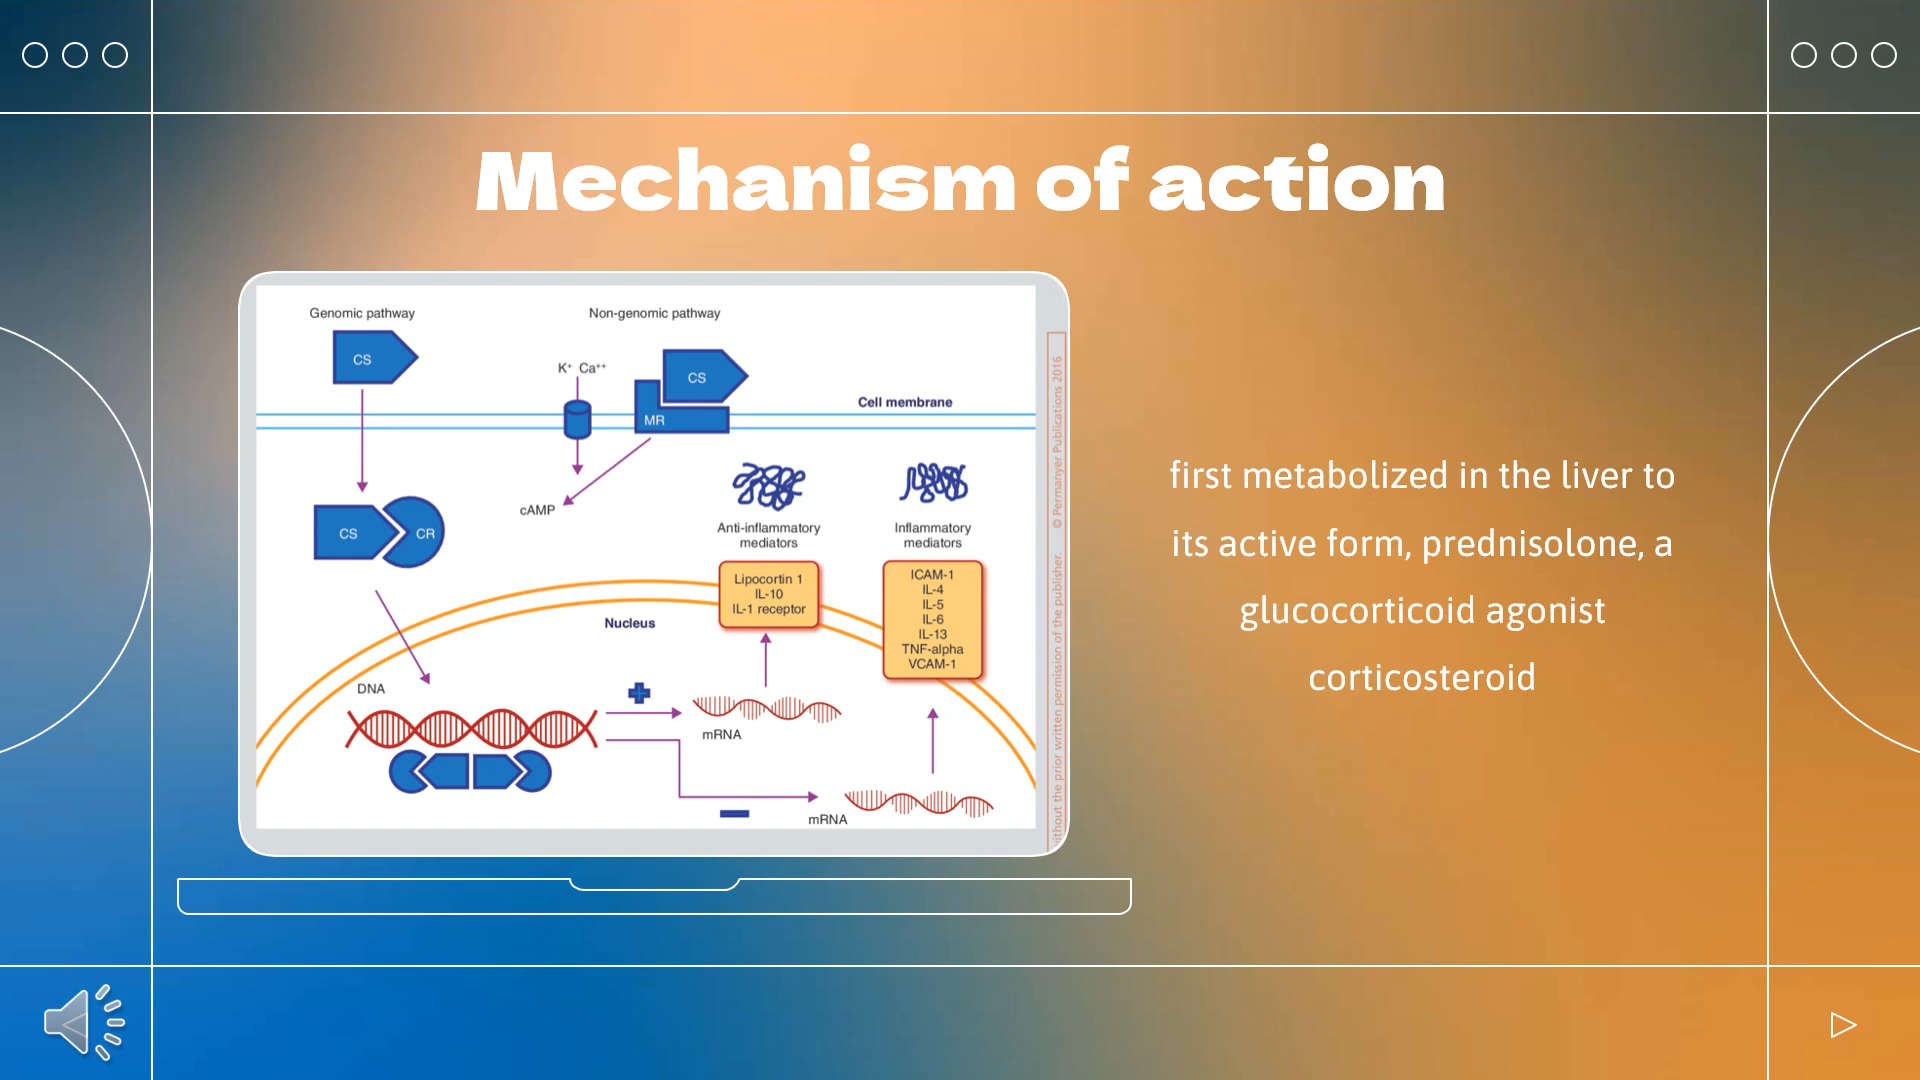 Mechanism of action
Genomic pathway
Non-genomic pathway
CS
K⁺ Ca⁺⁺
CS
MR
Cell membrane
CS
CR
cAMP
Anti-inflammatory
mediators
Inflammatory
mediators
Lipocortin 1
IL-10
IL-1 receptor
ICAM-1
IL-4
IL-5
IL-6
IL-13
TNF-alpha
VCAM-1
Nucleus
DNA
mRNA
mRNA
ithout the prior written permission of the publisher. © Permanyer Publications 2016
first metabolized in the liver to
its active form, prednisolone, a
glucocorticoid agonist
corticosteroid